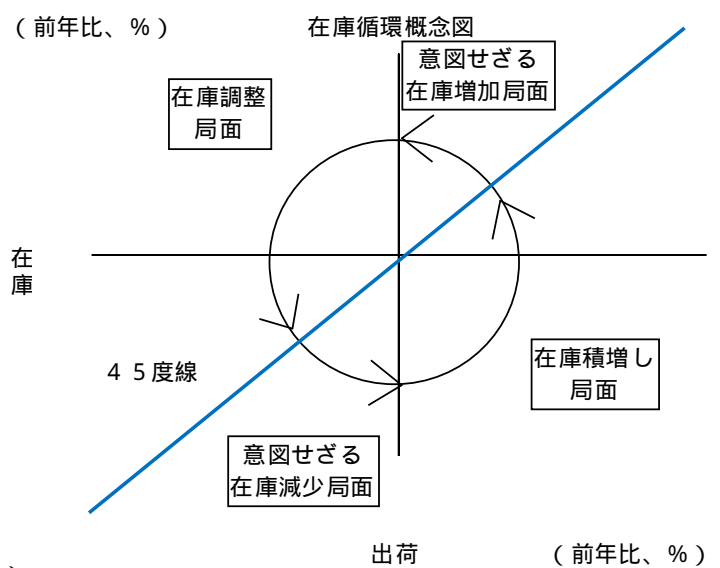 (前年比、%)
在庫循環概念図
意図せざる
在庫増加局面
在庫調整
局面
在
庫
45度線
在庫積増し
局面
意図せざる
在庫減少局面
出荷
(前年比、%)